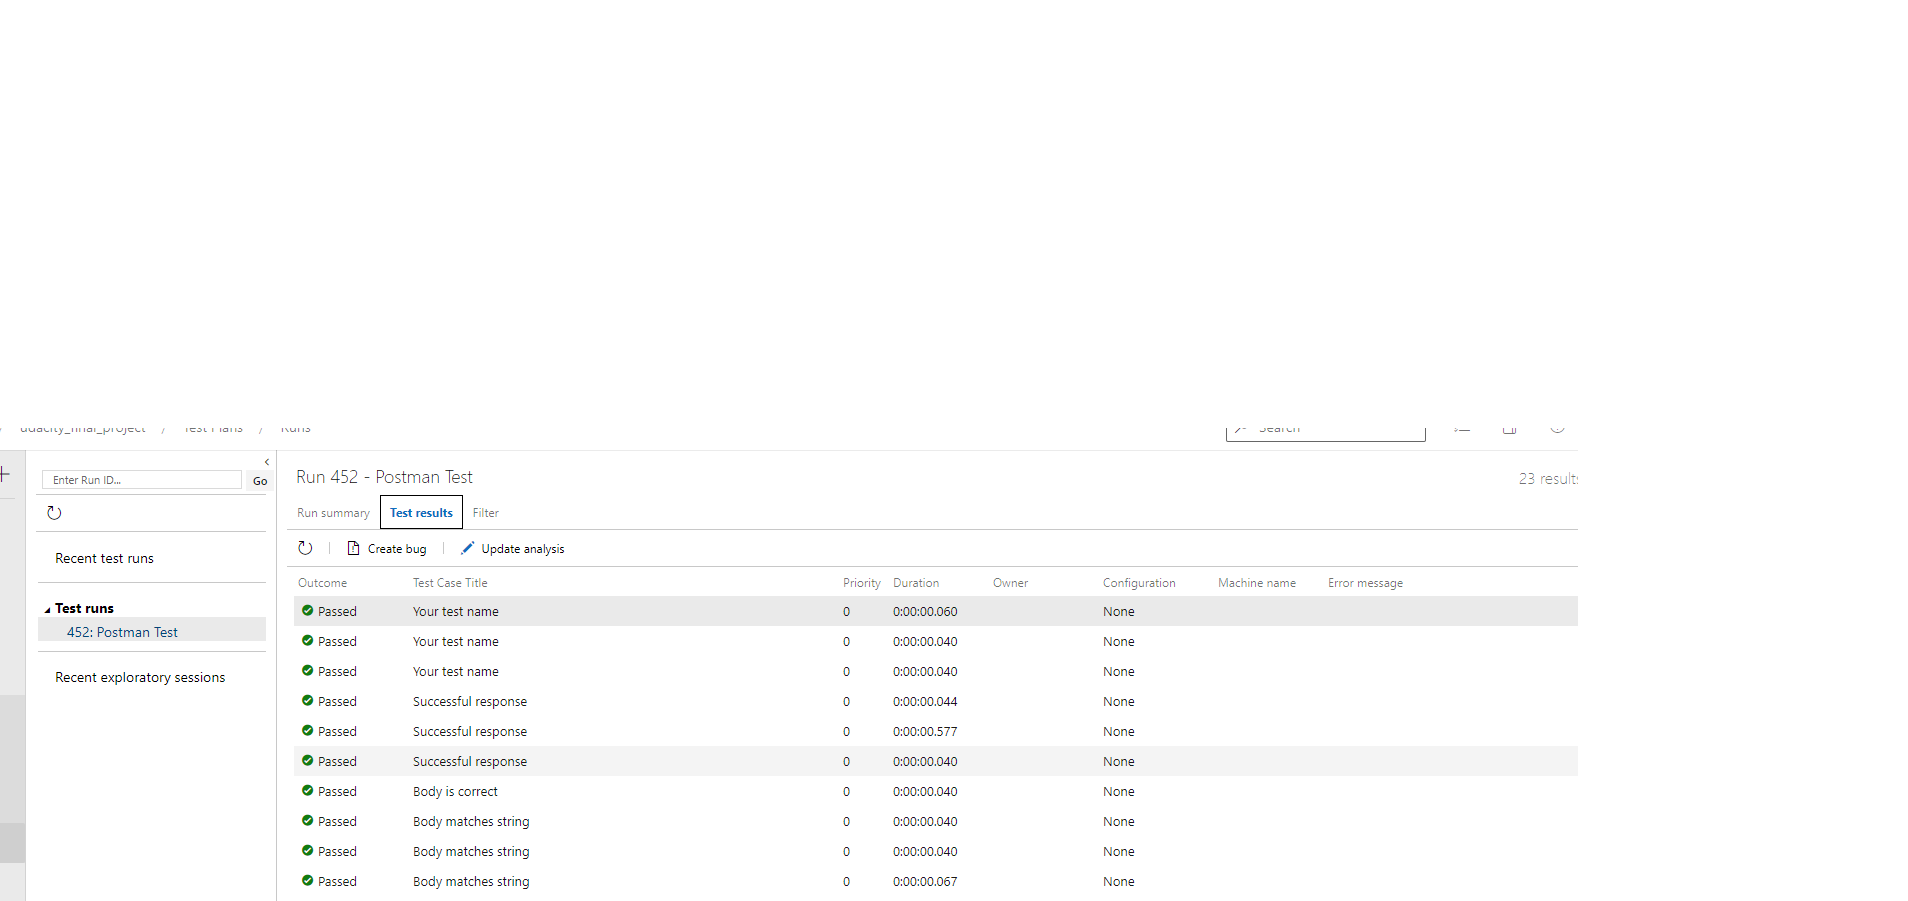 udacity_final_project / Test Plans / Runs
Search
Enter Run ID...
Go
Recent test runs
Test runs
452: Postman Test
Recent exploratory sessions
Run 452 - Postman Test
23 results
Run summary
Test results
Filter
Create bug
Update analysis
Outcome Test Case Title Priority Duration Owner Configuration Machine name Error message
Passed Your test name 0 0:00:00.060 None
Passed Your test name 0 0:00:00.040 None
Passed Your test name 0 0:00:00.040 None
Passed Successful response 0 0:00:00.044 None
Passed Successful response 0 0:00:00.577 None
Passed Successful response 0 0:00:00.040 None
Passed Body is correct 0 0:00:00.040 None
Passed Body matches string 0 0:00:00.040 None
Passed Body matches string 0 0:00:00.040 None
Passed Body matches string 0 0:00:00.067 None